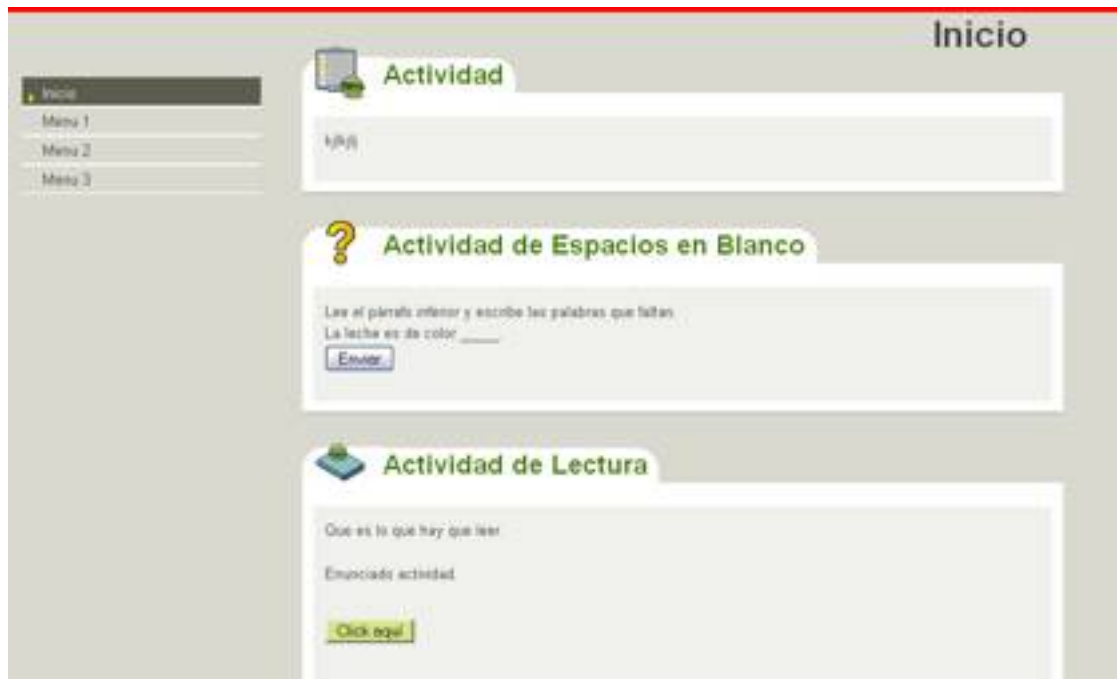 Inicio
Inicio
Menu 1
Menu 2
Menu 3
Actividad
Actividad de Espacios en Blanco
Lee el párrafo inferior y escribe las palabras que faltan.
La leche es de color _____
Enviar
Actividad de Lectura
Que es lo que hay que leer
Enunciado actividad.
Click aquí